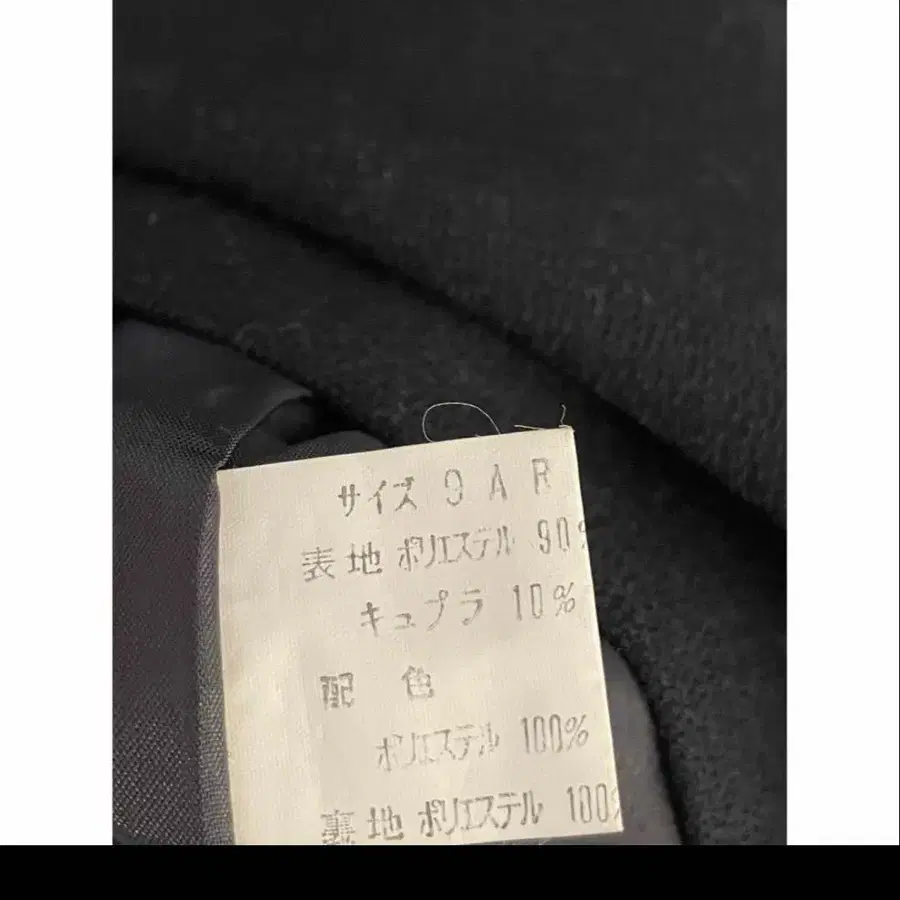 サイズ 9 A R
表地 ポリエステル 90%
キュプラ 10%
配 色
ポリエステル 100%
裏地 ポリエステル 100%